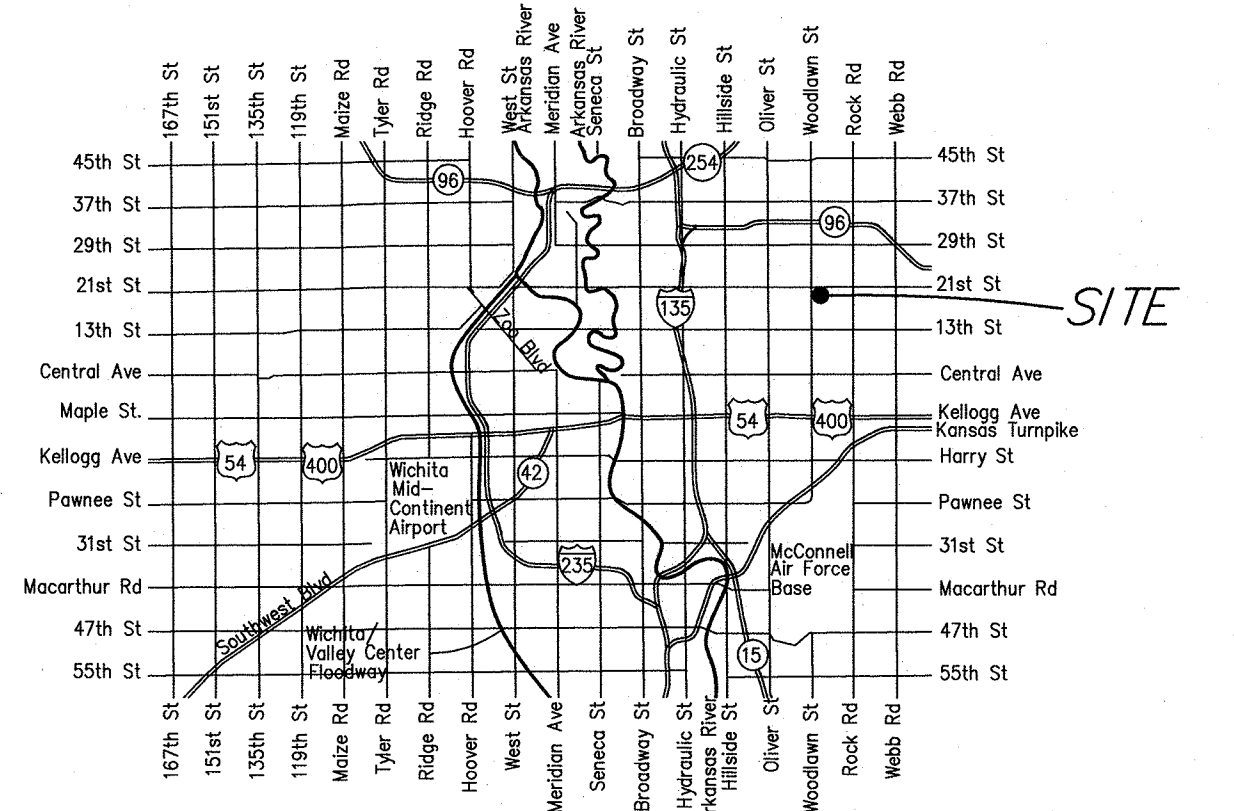 167th St
151st St
135th St
119th St
Maize Rd
Tyler Rd
Ridge Rd
Hoover Rd
West St
Arkansas River
Meridian Ave
Arkansas River
Seneca St
Broadway St
Hydraulic St
Hillside St
Oliver St
Woodlawn St
Rock Rd
Webb Rd
45th St
254
45th St
96
37th St
37th St
96
29th St
29th St
21st St
21st St
SITE
135
13th St
13th St
Zoo Blvd
Central Ave
Central Ave
Maple St.
54
400
Kellogg Ave
Kansas Turnpike
Kellogg Ave
54
400
Harry St
Wichita
Mid-
Continent
Airport
42
Pawnee St
Pawnee St
31st St
31st St
235
McConnell
Air Force
Base
Macarthur Rd
Macarthur Rd
Southwest Blvd
47th St
47th St
Wichita/
Valley Center
Floodway
15
55th St
55th St
167th St
151st St
135th St
119th St
Maize Rd
Tyler Rd
Ridge Rd
Hoover Rd
West St
Meridian Ave
Seneca St
Broadway St
Hydraulic St
rkansas River
Hillside St
Oliver St
Woodlawn St
Rock Rd
Webb Rd